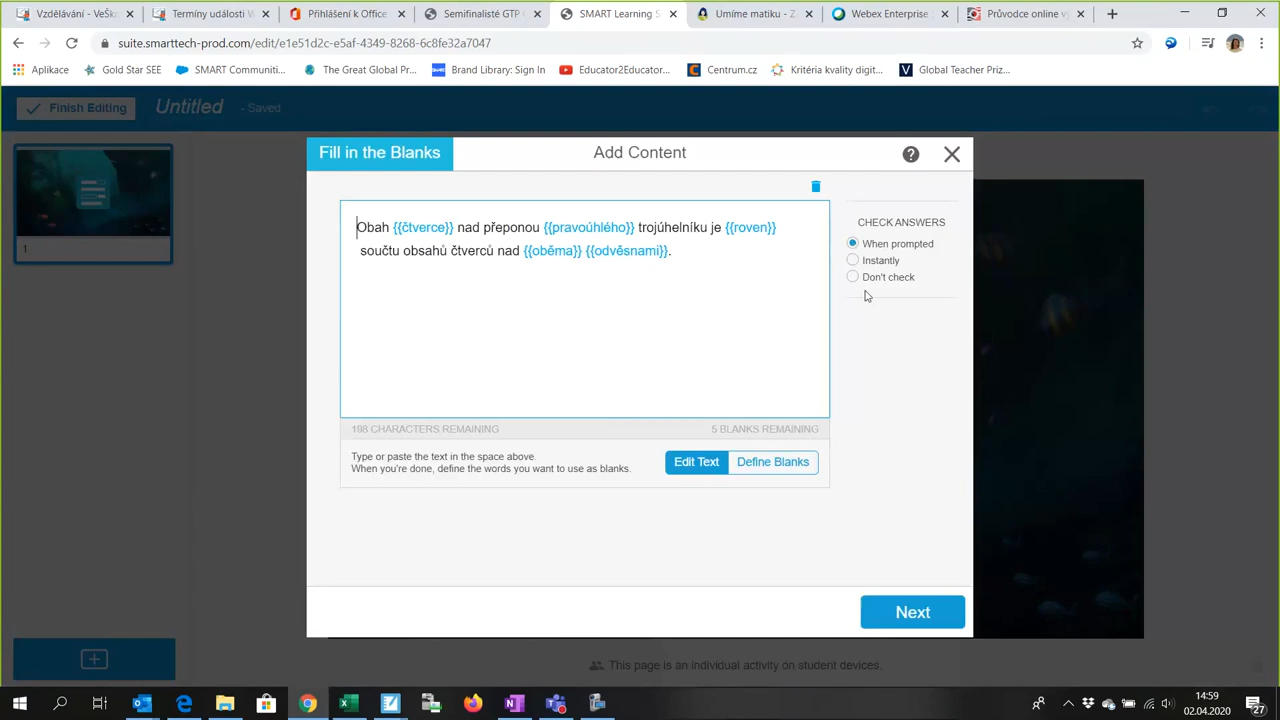 Vzdělávání - VeŠk
Termíny události W
Přihlášení k Office
Semifinalisté GTP
SMART Learning S
Umíme matiku - Z
Webex Enterprise
Průvodce online v
suite.smarttech-prod.com/edit/e1e51d2c-e5af-4349-8268-6c8fe32a7047
Aplikace
Gold Star SEE
SMART Communiti...
The Great Global Pr...
Brand Library: Sign In
Educator2Educator...
Centrum.cz
Kritéria kvality digit...
Global Teacher Priz...
Finish Editing
Untitled
- Saved
1
Fill in the Blanks
Add Content
Obah {{čtverce}} nad přeponou {{pravoúhlého}} trojúhelníku je {{roven}}
součtu obsahů čtverců nad {{oběma}} {{odvěsnami}}.
198 CHARACTERS REMAINING
5 BLANKS REMAINING
Type or paste the text in the space above.
When you're done, define the words you want to use as blanks.
Edit Text
Define Blanks
CHECK ANSWERS
When prompted
Instantly
Don't check
Next
This page is an individual activity on student devices.
14:59
02.04.2020
27